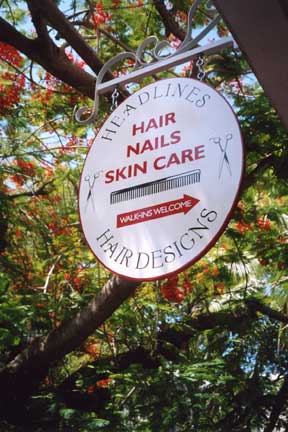 HEADLINES
HAIR
NAILS
SKIN CARE
WALK-INS WELCOME
HAIR DESIGNS